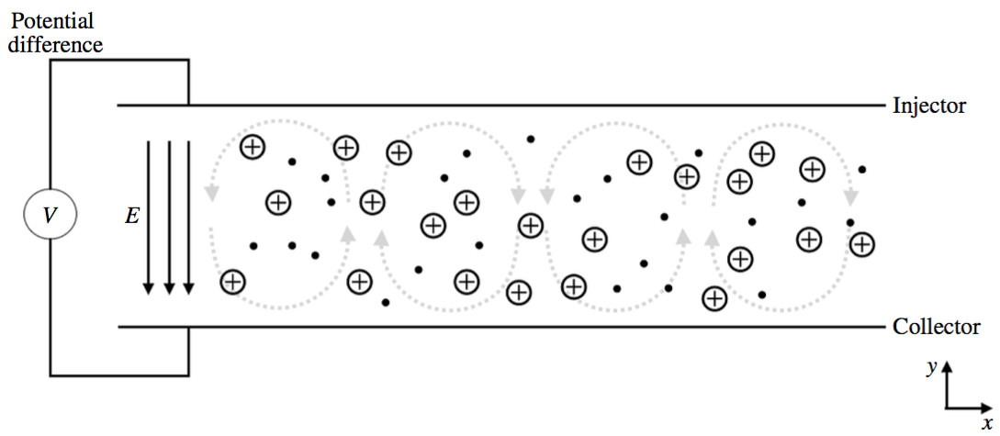 Potential
difference
Injector
V
E
Collector
y
x